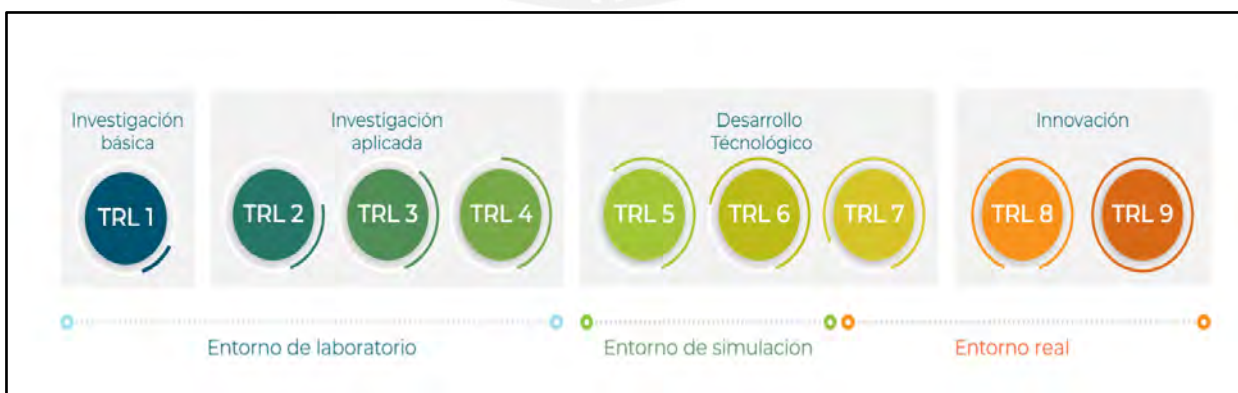 Investigación
básica
Investigación
aplicada
Desarrollo
Técnológico
Innovación
TRL 1
TRL 2
TRL 3
TRL 4
TRL 5
TRL 6
TRL 7
TRL 8
TRL 9
Entorno de laboratorio
Entorno de simulación
Entorno real